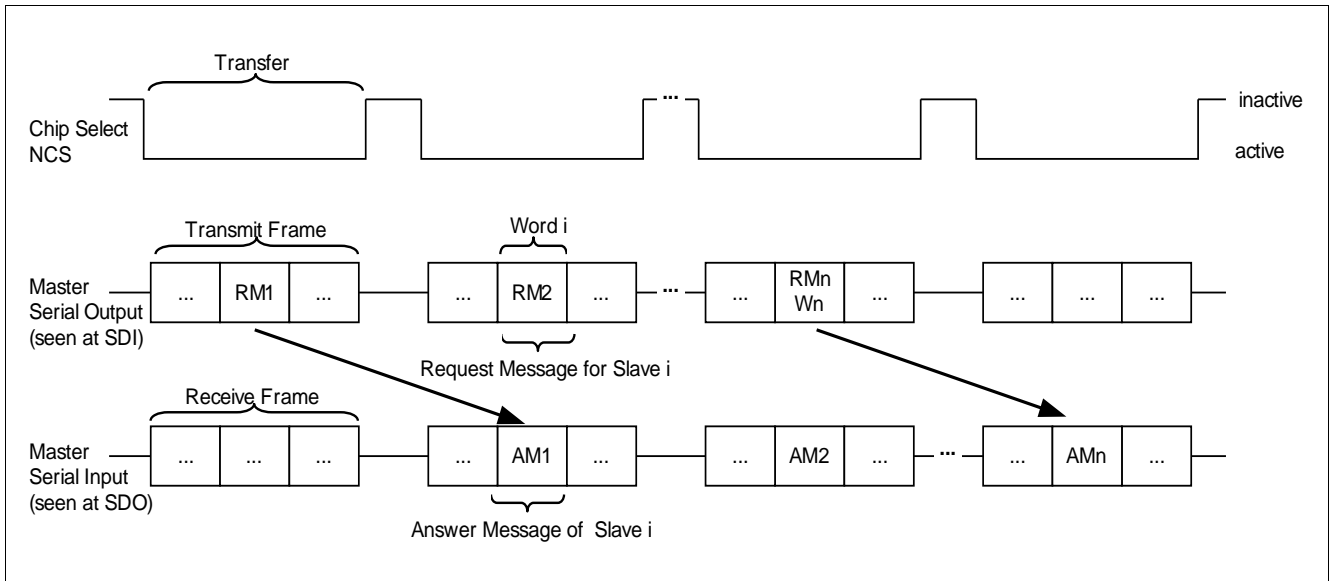 Transfer
...
inactive
Chip Select
NCS
active
Transmit Frame
Word i
Master
Serial Output
(seen at SDI)
... RM1 ...
... RM2 ...
...
... RMn
Wn ...
... ... ...
Request Message for Slave i
Receive Frame
Master
Serial Input
(seen at SDO)
... ... ...
... AM1 ...
... AM2 ...
...
... AMn ...
Answer Message of Slave i